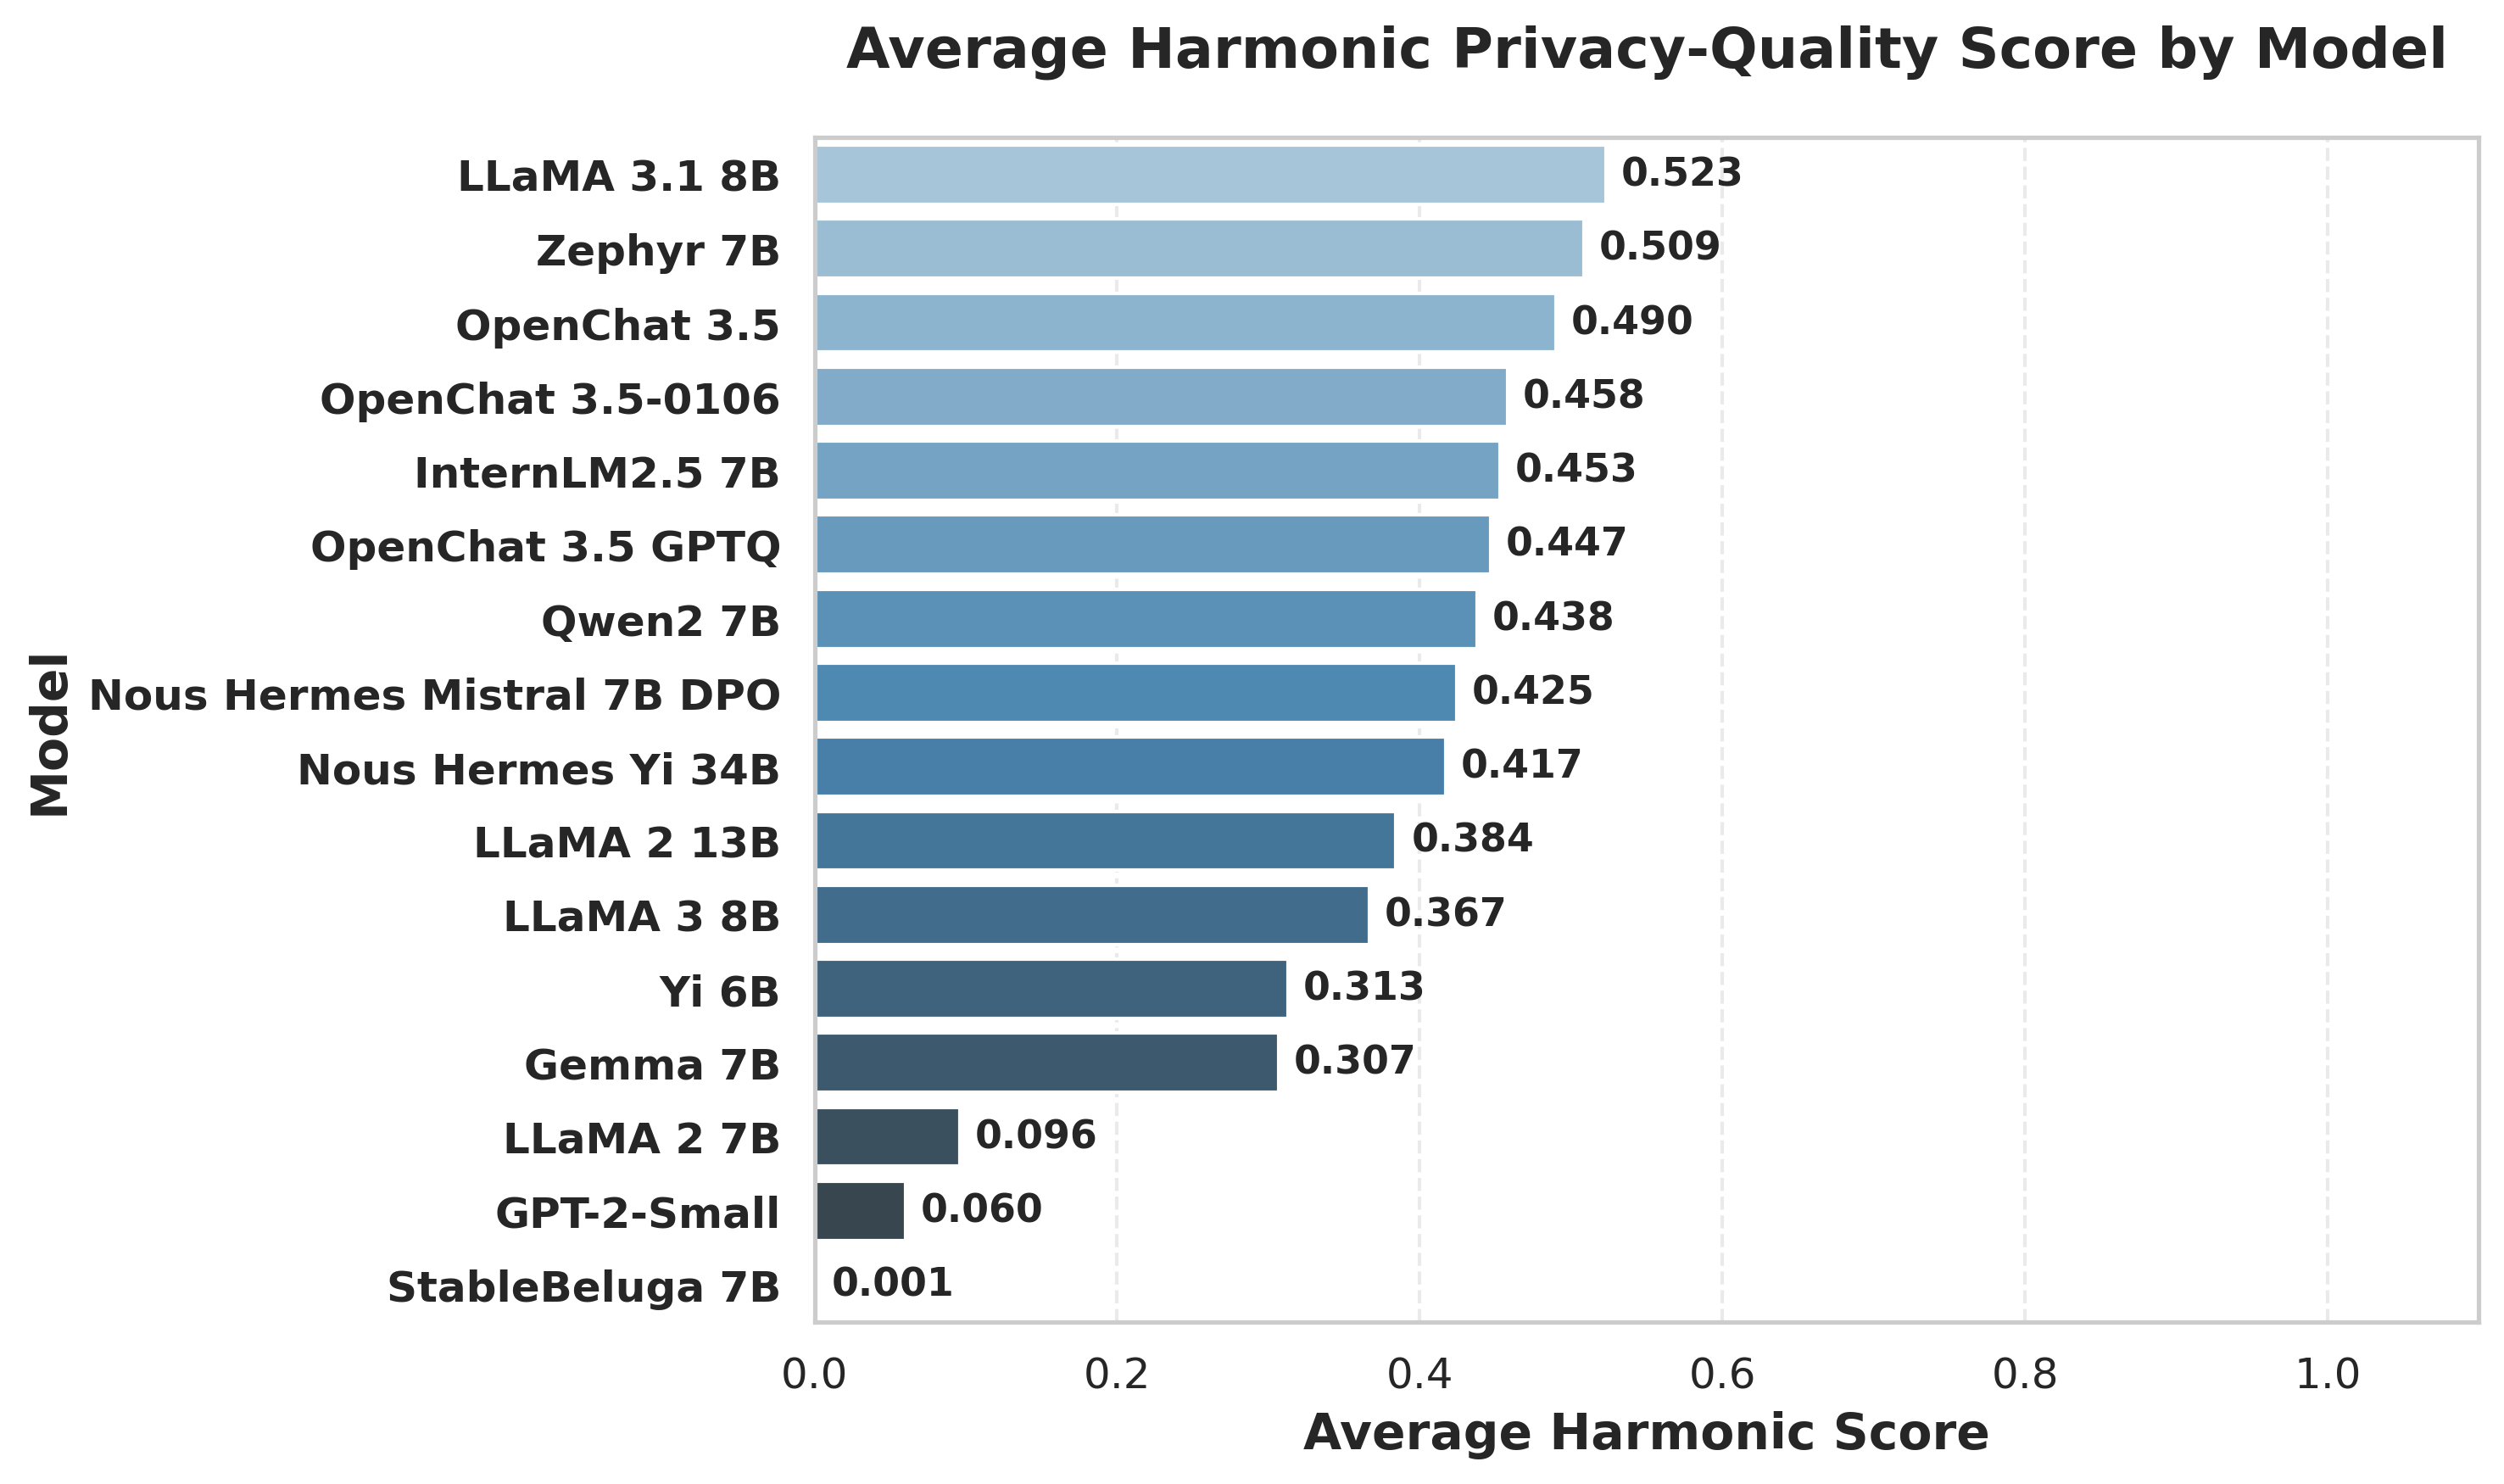 Average Harmonic Privacy-Quality Score by Model
Model
LLaMA 3.1 8B 0.523
Zephyr 7B 0.509
OpenChat 3.5 0.490
OpenChat 3.5-0106 0.458
InternLM2.5 7B 0.453
OpenChat 3.5 GPTQ 0.447
Qwen2 7B 0.438
Nous Hermes Mistral 7B DPO 0.425
Nous Hermes Yi 34B 0.417
LLaMA 2 13B 0.384
LLaMA 3 8B 0.367
Yi 6B 0.313
Gemma 7B 0.307
LLaMA 2 7B 0.096
GPT-2-Small 0.060
StableBeluga 7B 0.001
0.0 0.2 0.4 0.6 0.8 1.0
Average Harmonic Score